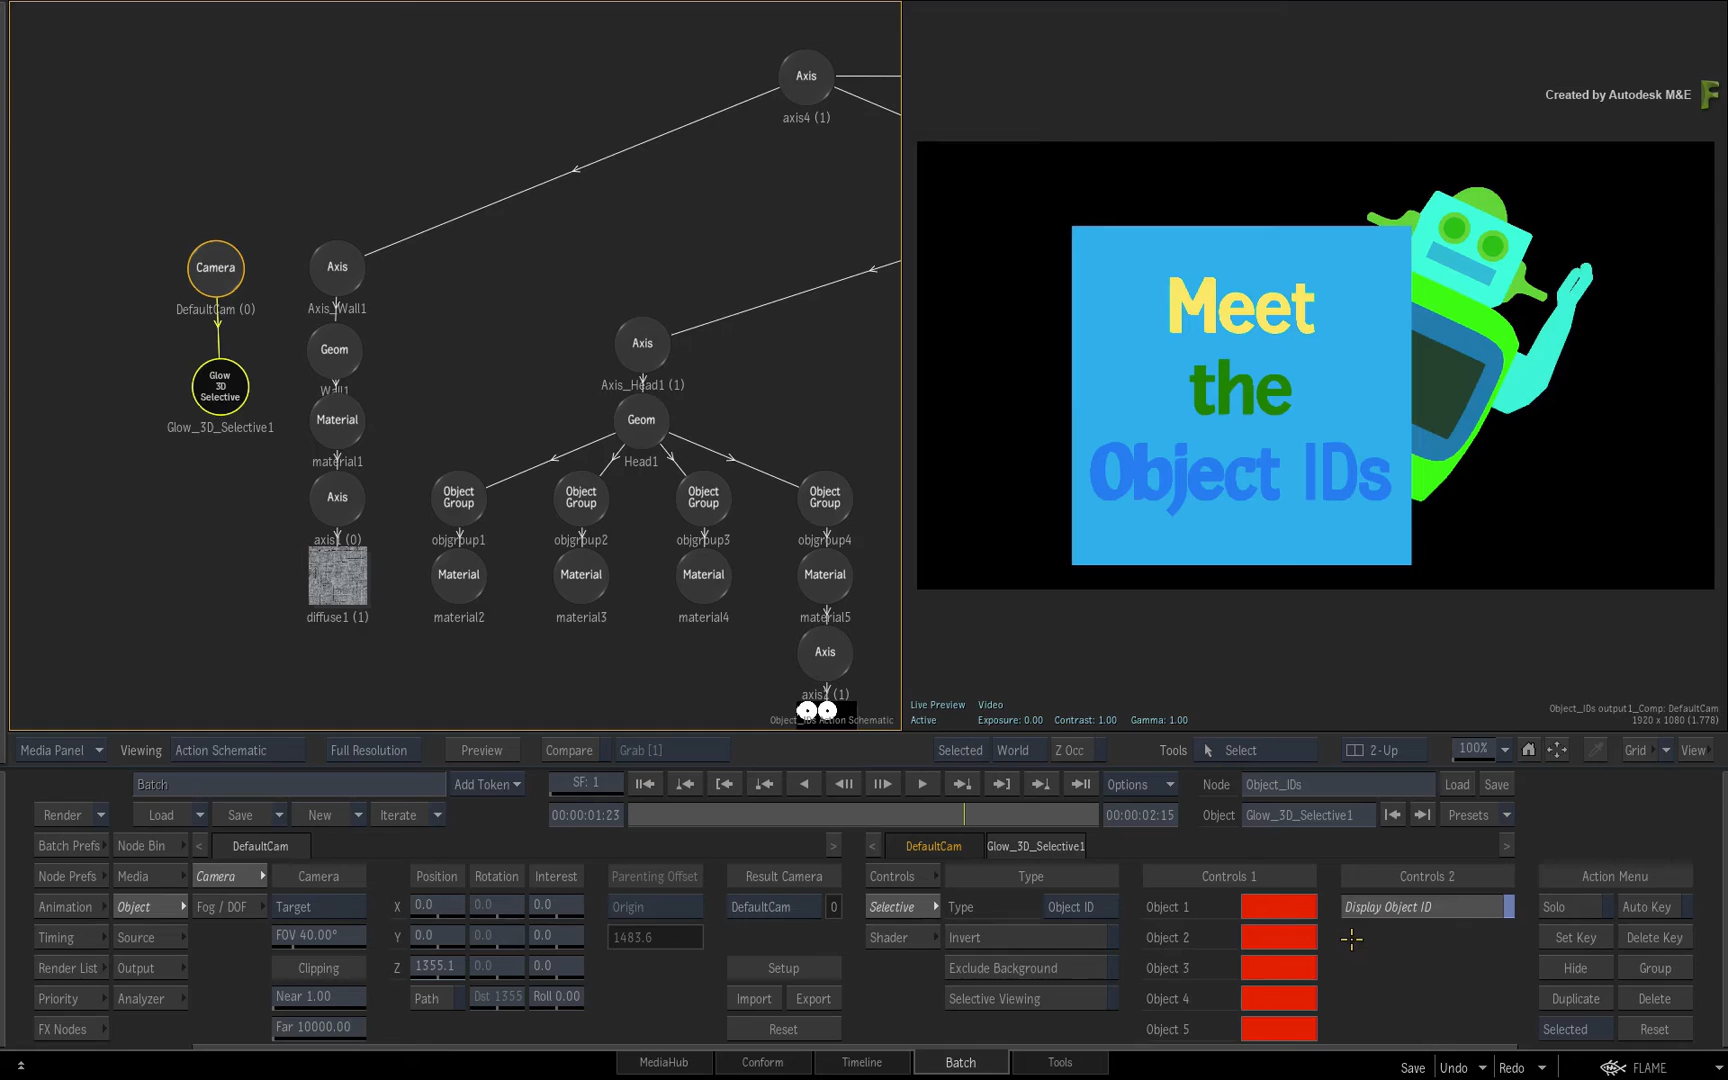 Axis
axis4 (1)
Created by Autodesk M&E
Camera
DefaultCam (0)
Axis
Axis_Wall1
Glow
3D
Selective
Glow_3D_Selective1
Geom
Wall1
Material
material1
Axis
axis1 (0)
diffuse1 (1)
Axis
Axis_Head1 (1)
Geom
Head1
Object
Group
objgroup1
Object
Group
objgroup2
Object
Group
objgroup3
Object
Group
objgroup4
Material
material2
Material
material3
Material
material4
Material
material5
Axis
axis2 (1)
Object_IDs Action Schematic
Meet
the
Object IDs
Live Preview Video
Active Exposure: 0.00 Contrast: 1.00 Gamma: 1.00
Object_IDs output1_Comp: DefaultCam
1920 x 1080 (1.778)
Media Panel Viewing Action Schematic Full Resolution Preview Compare Grab [1] Selected World Z Occ Tools Select 2-Up 100% Grid View
Batch Add Token SF: 1 Options Node Object_IDs Load Save
Render Load Save New Iterate 00:00:01:23 00:00:02:15 Object Glow_3D_Selective1 Presets
Batch Prefs Node Bin < DefaultCam > < DefaultCam Glow_3D_Selective1 >
Node Prefs Media Camera Camera Position Rotation Interest Parenting Offset Result Camera Controls Type Controls 1 Controls 2 Action Menu
Animation Object Fog / DOF Target X 0.0 0.0 0.0 Origin DefaultCam 0 Selective Type Object ID Object 1 Display Object ID Solo Auto Key
Timing Source FOV 40.00° Y 0.0 0.0 0.0 1483.6 Shader Invert Object 2 Set Key Delete Key
Render List Output Clipping Z 1355.1 0.0 0.0 Setup Exclude Background Object 3 Hide Group
Priority Analyzer Near 1.00 Path Dst 1355 Roll 0.00 Import Export Selective Viewing Object 4 Duplicate Delete
FX Nodes Far 10000.00 Reset Object 5 Selected Reset
MediaHub Conform Timeline Batch Tools Save Undo Redo FLAME